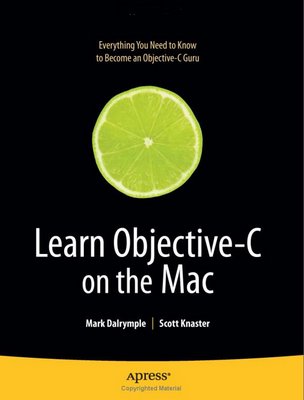 Everything You Need to Know
to Become an Objective-C Guru
Learn Objective-C
on the Mac
Mark Dalrymple | Scott Knaster
Apress®
Copyrighted Material